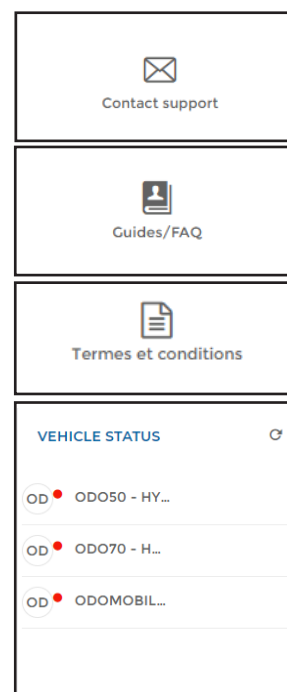 Contact support
Guides/FAQ
Termes et conditions
VEHICLE STATUS
OD ODO50 - HY...
OD ODO70 - H...
OD ODOMOBIL...